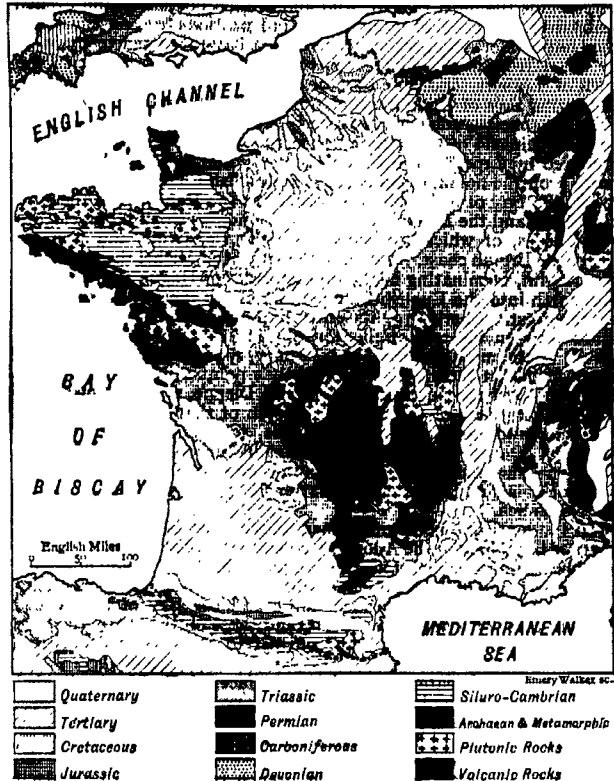 ENGLISH CHANNEL
BAY
OF
BISCAY
English Miles
0 50 100
MEDITERRANEAN
SEA
Emery Walker sc.
Quaternary
Tertiary
Cretaceous
Jurassic
Triassic
Permian
Carboniferous
Devonian
Siluro-Cambrian
Archaean & Metamorphic
Plutonic Rocks
Volcanic Rocks